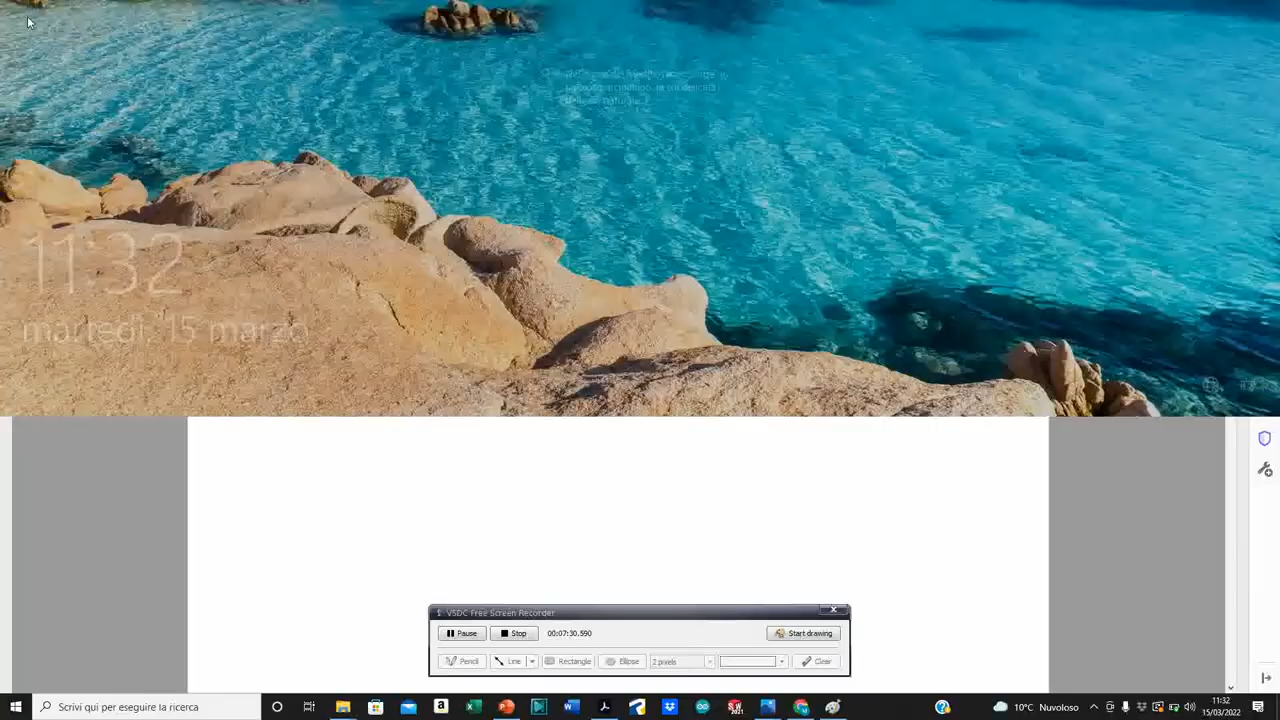 11:32
martedì, 15 marzo
VSDC Free Screen Recorder
Pause
Stop
00:07:30.590
Start drawing
Pencil
Line
Rectangle
Ellipse
2 pixels
Clear
Scrivi qui per eseguire la ricerca
10°C Nuvoloso
11:32
15/03/2022